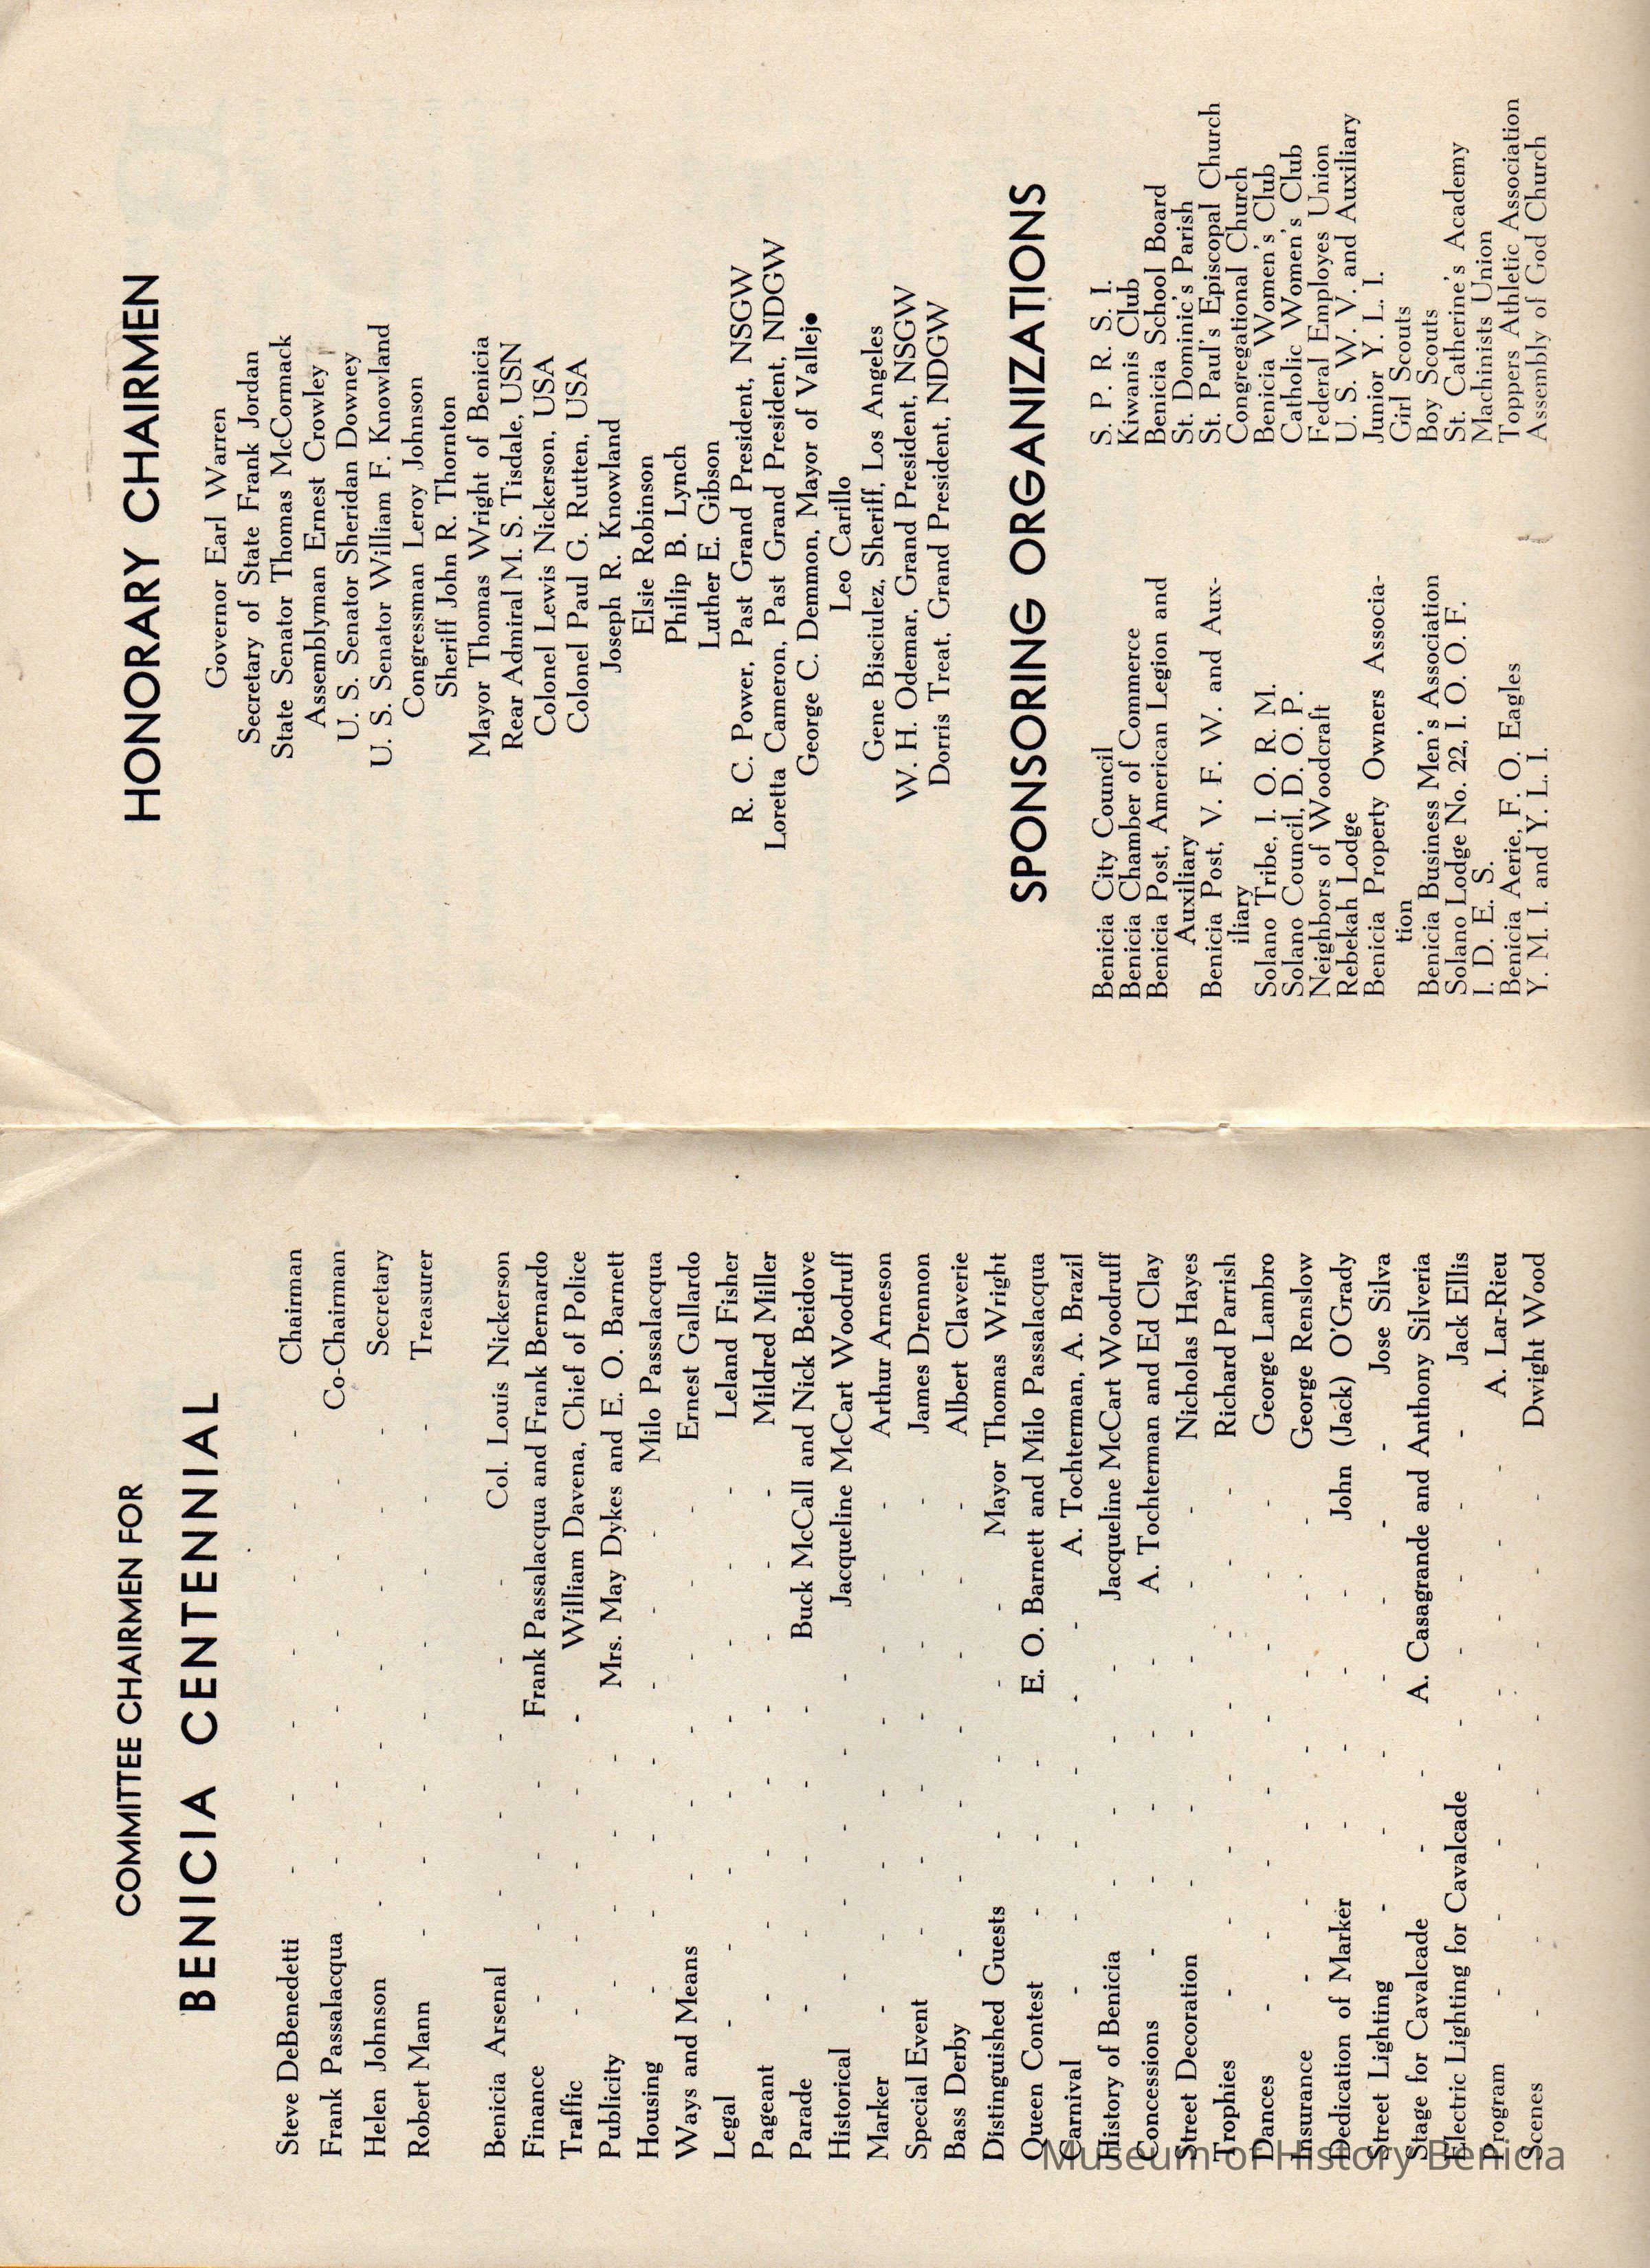 COMMITTEE CHAIRMEN FOR
BENICIA CENTENNIAL
Steve DeBenedetti - - - - - - Chairman
Frank Passalacqua - - - - - - Co-Chairman
Helen Johnson - - - - - Secretary
Robert Mann - - - - - - - Treasurer
Benicia Arsenal - - - - - Col. Louis Nickerson
Finance - - - - Frank Passalacqua and Frank Bernardo
Traffic - - - - - William Davena, Chief of Police
Publicity - - - - Mrs. May Dykes and E. O. Barnett
Housing - - - - - - - Milo Passalacqua
Ways and Means - - - - - - Ernest Gallardo
Legal - - - - - - - - Leland Fisher
Pageant - - - - - - - - Mildred Miller
Parade - - - - - Buck McCall and Nick Beidove
Historical - - - - - Jacqueline McCart Woodruff
Marker - - - - - - - - Arthur Arneson
Special Event - - - - - - - James Drennon
Bass Derby - - - - - - - Albert Claverie
Distinguished Guests - - - - Mayor Thomas Wright
Queen Contest - - - E. O. Barnett and Milo Passalacqua
Carnival - - - - - - A. Tochterman, A. Brazil
History of Benicia - - - - Jacqueline McCart Woodruff
Concessions - - - - - A. Tochterman and Ed Clay
Street Decoration - - - - - - Nicholas Hayes
Trophies - - - - - - - - Richard Parrish
Dances - - - - - - - - George Lambro
Insurance - - - - - - - George Renslow
Dedication of Marker - - - - John (Jack) O'Grady
Street Lighting - - - - - - - Jose Silva
Stage for Cavalcade - - A. Casagrande and Anthony Silveria
Electric Lighting for Cavalcade - - - - - Jack Ellis
Program - - - - - - - - A. Lar-Rieu
Scenes - - - - - - - - Dwight Wood
HONORARY CHAIRMEN
Governor Earl Warren
Secretary of State Frank Jordan
State Senator Thomas McCormack
Assemblyman Ernest Crowley
U. S. Senator Sheridan Downey
U. S. Senator William F. Knowland
Congressman Leroy Johnson
Sheriff John R. Thornton
Mayor Thomas Wright of Benicia
Rear Admiral M. S. Tisdale, USN
Colonel Lewis Nickerson, USA
Colonel Paul G. Rutten, USA
Joseph R. Knowland
Elsie Robinson
Philip B. Lynch
Luther E. Gibson
R. C. Power, Past Grand President, NSGW
Loretta Cameron, Past Grand President, NDGW
George C. Demmon, Mayor of Vallejo
Leo Carillo
Gene Bisciulez, Sheriff, Los Angeles
W. H. Odemar, Grand President, NSGW
Dorris Treat, Grand President, NDGW
SPONSORING ORGANIZATIONS
Benicia City Council
Benicia Chamber of Commerce
Benicia Post, American Legion and
Auxiliary
Benicia Post, V. F. W. and Aux-
iliary
Solano Tribe, I. O. R. M.
Solano Council, D. O. P.
Neighbors of Woodcraft
Rebekah Lodge
Benicia Property Owners Associa-
tion
Benicia Business Men's Association
Solano Lodge No. 22, I. O. O. F.
I. D. E. S.
Benicia Aerie, F. O. Eagles
Y. M. I. and Y. L. I.
S. P. R. S. I.
Kiwanis Club
Benicia School Board
St. Dominic's Parish
St. Paul's Episcopal Church
Congregational Church
Benicia Women's Club
Catholic Women's Club
Federal Employes Union
U. S. W. V. and Auxiliary
Junior Y. L. I.
Girl Scouts
Boy Scouts
St. Catherine's Academy
Machinists Union
Toppers Athletic Association
Assembly of God Church
Museum of History Benicia